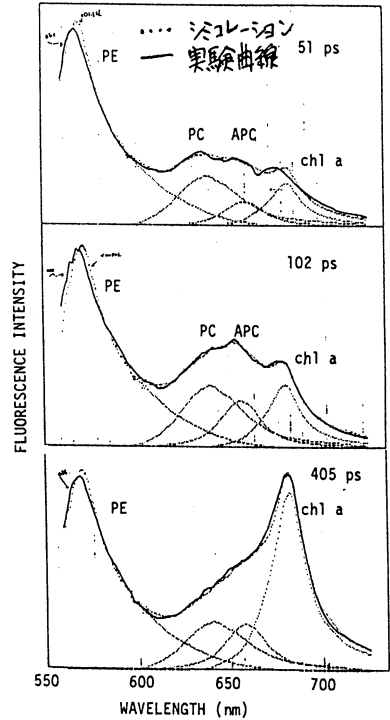 •••• シミュレーション
PE
— 実験曲線
51 ps
PC APC
chl a
102 ps
PE
PC APC
chl a
405 ps
PE
chl a
FLUORESCENCE INTENSITY
550 600 650 700
WAVELENGTH (nm)